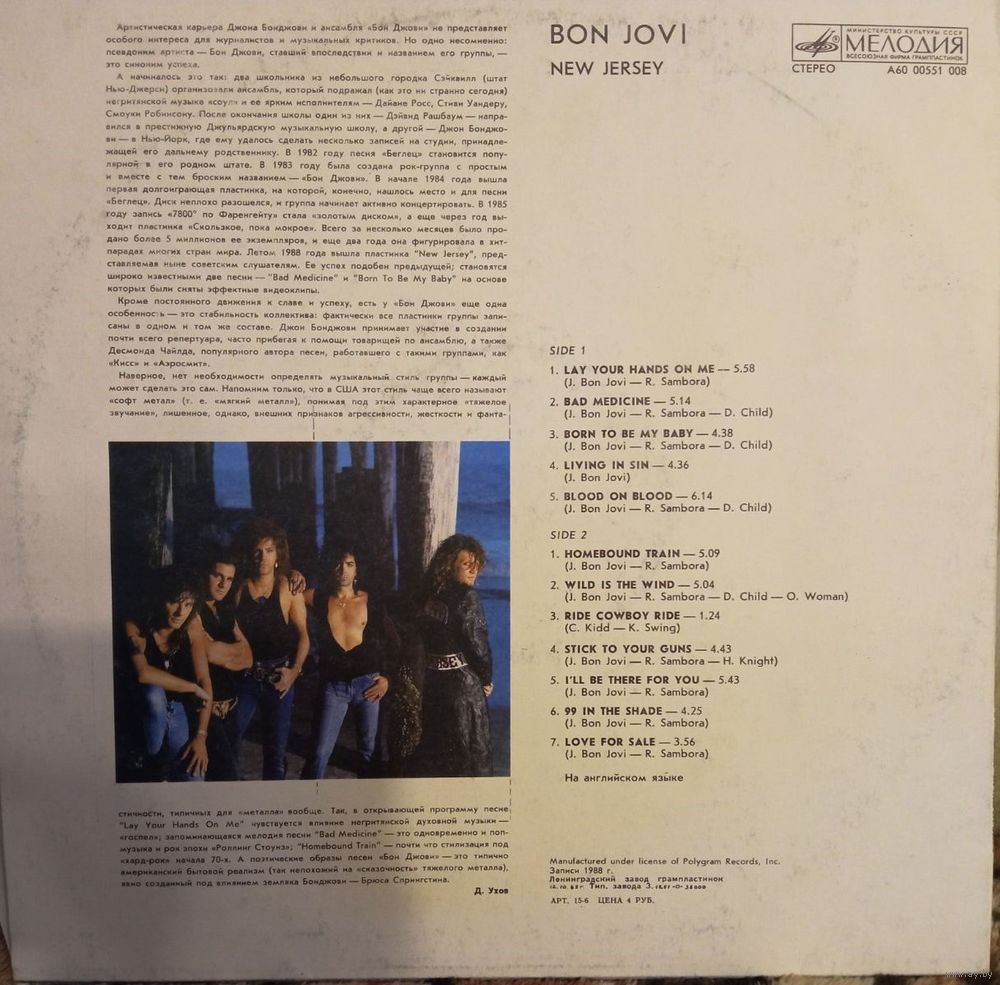 Артистическая карьера Джона Бонджови и ансамбля «Бон Джови» не представляет
особого интереса для журналистов и музыкальных критиков. Но одно несомненно:
псевдоним артиста — Бон Джови, ставший впоследствии и названием его группы, —
это синоним успеха.
А начиналось это так: два школьника из небольшого городка Сэйквилл (штат
Нью-Джерси) организовали ансамбль, который подражал (как это ни странно сегодня)
негритянской музыке «соул» и ее ярким исполнителям — Дайане Росс, Стиви Уандеру,
Смоуки Робинсону. После окончания школы один из них — Дэйвид Рашбаум — напра-
вился в престижную Джульярдскую музыкальную школу, а другой — Джон Бонджо-
ви — в Нью-Йорк, где ему удалось сделать несколько записей на студии, принадле-
жащей его дальнему родственнику. В 1982 году песня «Беглец» становится попу-
лярной в его родном штате. В 1983 году была создана рок-группа с простым
и вместе с тем броским названием — «Бон Джови». В начале 1984 года вышла
первая долгоиграющая пластинка, на которой, конечно, нашлось место и для песни
«Беглец». Диск неплохо разошелся, и группа начинает активно концертировать. В 1985
году запись «7800° по Фаренгейту» стала «золотым диском», а еще через год вы-
ходит пластинка «Скользкое, пока мокрое». Всего за несколько месяцев было про-
дано более 5 миллионов ее экземпляров, и еще два года она фигурировала в хит-
парадах многих стран мира. Летом 1988 года вышла пластинка "New Jersey", пред-
ставляемая ныне советским слушателям. Ее успех подобен предыдущей; становятся
широко известными две песни — "Bad Medicine" и "Born To Be My Baby" на основе
которых были сняты эффектные видеоклипы.
Кроме постоянного движения к славе и успеху, есть у «Бон Джови» еще одна
особенность — это стабильность коллектива: фактически все пластинки группы запи-
саны в одном и том же составе. Джон Бонджови принимает участие в создании
почти всего репертуара, часто прибегая к помощи товарищей по ансамблю, а также
Десмонда Чайлда, популярного автора песен, работавшего с такими группами, как
«Кисс» и «Аэросмит».
Наверное, нет необходимости определять музыкальный стиль группы — каждый
может сделать это сам. Напомним только, что в США этот стиль чаще всего называют
«софт метал» (т. е. «мягкий металл»), понимая под этим характерное «тяжелое
звучание», лишенное, однако, внешних признаков агрессивности, жесткости и фанта-
стичности, типичных для «металла» вообще. Так, в открывающей программу песне
"Lay Your Hands On Me" чувствуется влияние негритянской духовной музыки —
«госпел»; запоминающаяся мелодия песни "Bad Medicine" — это одновременно и поп-
музыка и рок эпохи «Роллинг Стоунз»; "Homebound Train" — почти что стилизация под
«хард-рок» начала 70-х. А поэтические образы песен «Бон Джови» — это типично
американский бытовой реализм (так непохожий на «сказочность» тяжелого металла),
явно созданный под влиянием земляка Бонджови — Брюса Спрингстина.
Д. Ухов
BON JOVI
NEW JERSEY
МИНИСТЕРСТВО КУЛЬТУРЫ СССР
МЕЛОДИЯ
ВСЕСОЮЗНАЯ ФИРМА ГРАМПЛАСТИНОК
СТЕРЕО А60 00551 008
SIDE 1
1. LAY YOUR HANDS ON ME — 5.58
(J. Bon Jovi — R. Sambora)
2. BAD MEDICINE — 5.14
(J. Bon Jovi — R. Sambora — D. Child)
3. BORN TO BE MY BABY — 4.38
(J. Bon Jovi — R. Sambora — D. Child)
4. LIVING IN SIN — 4.36
(J. Bon Jovi)
5. BLOOD ON BLOOD — 6.14
(J. Bon Jovi — R. Sambora — D. Child)
SIDE 2
1. HOMEBOUND TRAIN — 5.09
(J. Bon Jovi — R. Sambora)
2. WILD IS THE WIND — 5.04
(J. Bon Jovi — R. Sambora — D. Child — O. Woman)
3. RIDE COWBOY RIDE — 1.24
(C. Kidd — K. Swing)
4. STICK TO YOUR GUNS — 4.43
(J. Bon Jovi — R. Sambora — H. Knight)
5. I'LL BE THERE FOR YOU — 5.43
(J. Bon Jovi — R. Sambora)
6. 99 IN THE SHADE — 4.25
(J. Bon Jovi — R. Sambora)
7. LOVE FOR SALE — 3.56
(J. Bon Jovi — R. Sambora)
На английском языке
Manufactured under license of Polygram Records, Inc.
Записи 1988 г.
Ленинградский завод грампластинок
Тип. завода З.
АРТ. 15-6 ЦЕНА 4 РУБ.